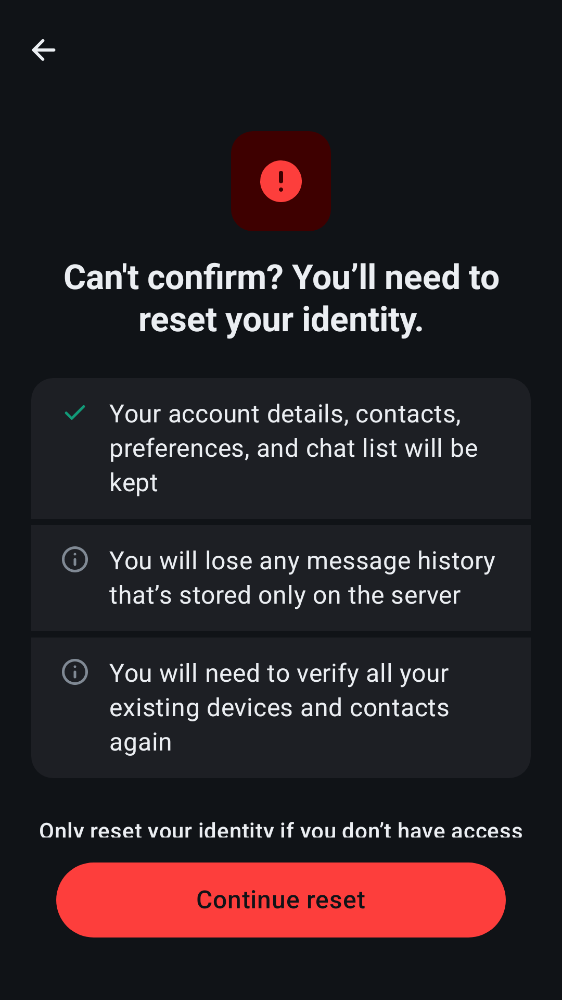 Can't confirm? You’ll need to
reset your identity.
Your account details, contacts,
preferences, and chat list will be
kept
You will lose any message history
that’s stored only on the server
You will need to verify all your
existing devices and contacts
again
Only reset your identity if you don’t have access
Continue reset